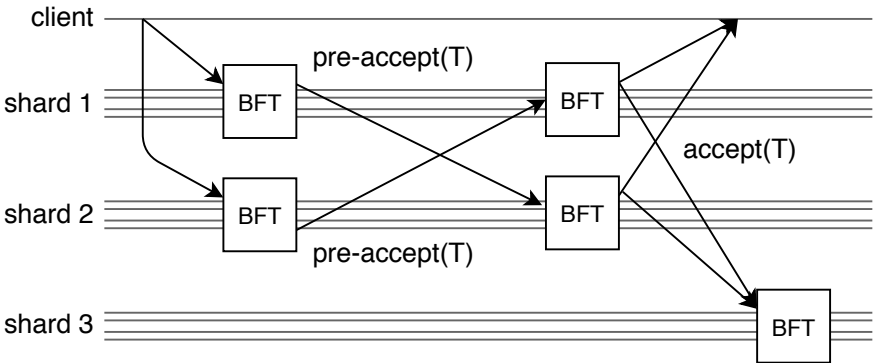 client
pre-accept(T)
shard 1
BFT
BFT
accept(T)
shard 2
BFT
BFT
pre-accept(T)
shard 3
BFT